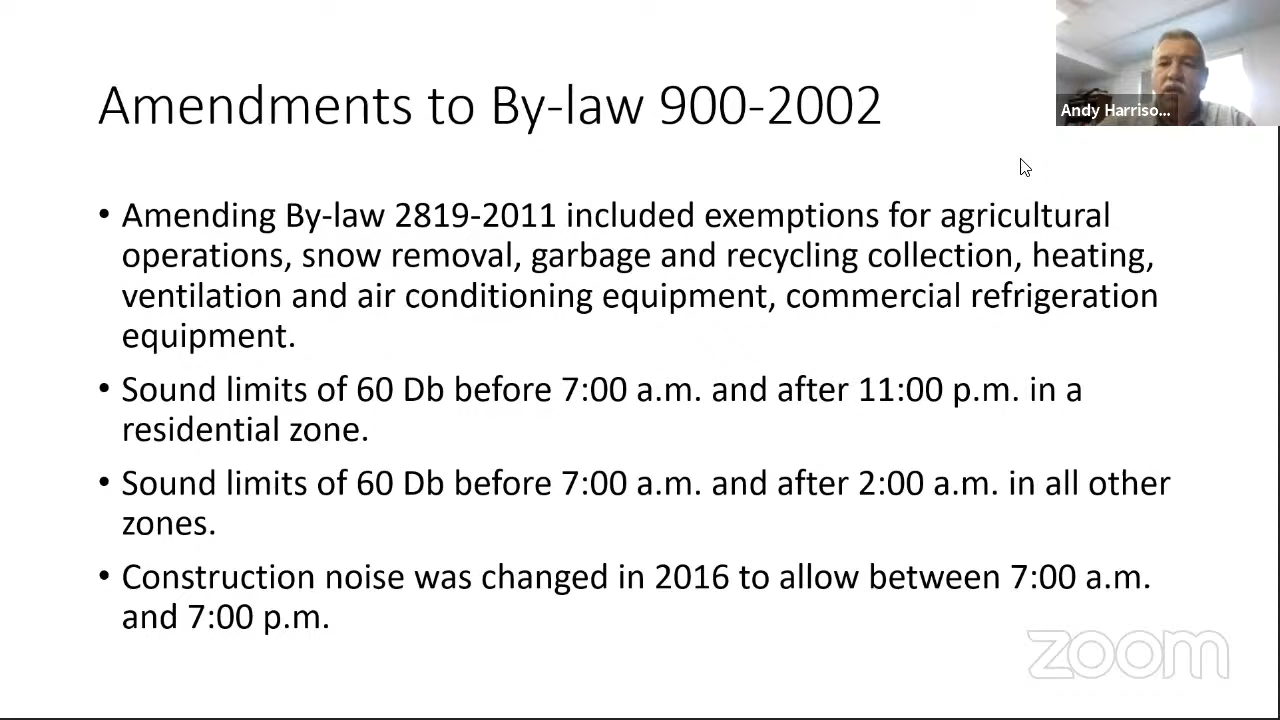 Amendments to By-law 900-2002
Andy Harriso...
• Amending By-law 2819-2011 included exemptions for agricultural
operations, snow removal, garbage and recycling collection, heating,
ventilation and air conditioning equipment, commercial refrigeration
equipment.
• Sound limits of 60 Db before 7:00 a.m. and after 11:00 p.m. in a
residential zone.
• Sound limits of 60 Db before 7:00 a.m. and after 2:00 a.m. in all other
zones.
• Construction noise was changed in 2016 to allow between 7:00 a.m.
and 7:00 p.m.
zoom